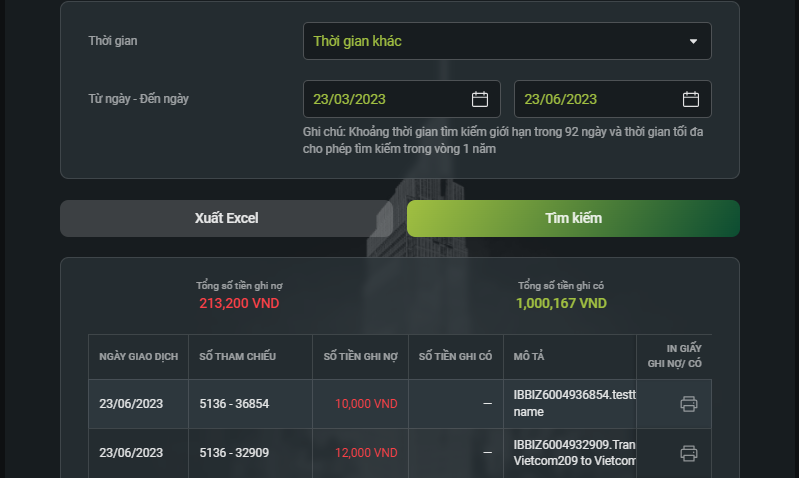 Thời gian
Thời gian khác
Từ ngày - Đến ngày
23/03/2023
23/06/2023
Ghi chú: Khoảng thời gian tìm kiếm giới hạn trong 92 ngày và thời gian tối đa
cho phép tìm kiếm trong vòng 1 năm
Xuất Excel
Tìm kiếm
Tổng số tiền ghi nợ
213,200 VND
Tổng số tiền ghi có
1,000,167 VND
NGÀY GIAO DỊCH
SỐ THAM CHIẾU
SỐ TIỀN GHI NỢ
SỐ TIỀN GHI CÓ
MÔ TẢ
IN GIẤY
GHI NỢ/ CÓ
23/06/2023
5136 - 36854
10,000 VND
—
IBBIZ6004936854.testt
name
23/06/2023
5136 - 32909
12,000 VND
—
IBBIZ6004932909.Tran
Vietcom209 to Vietcom